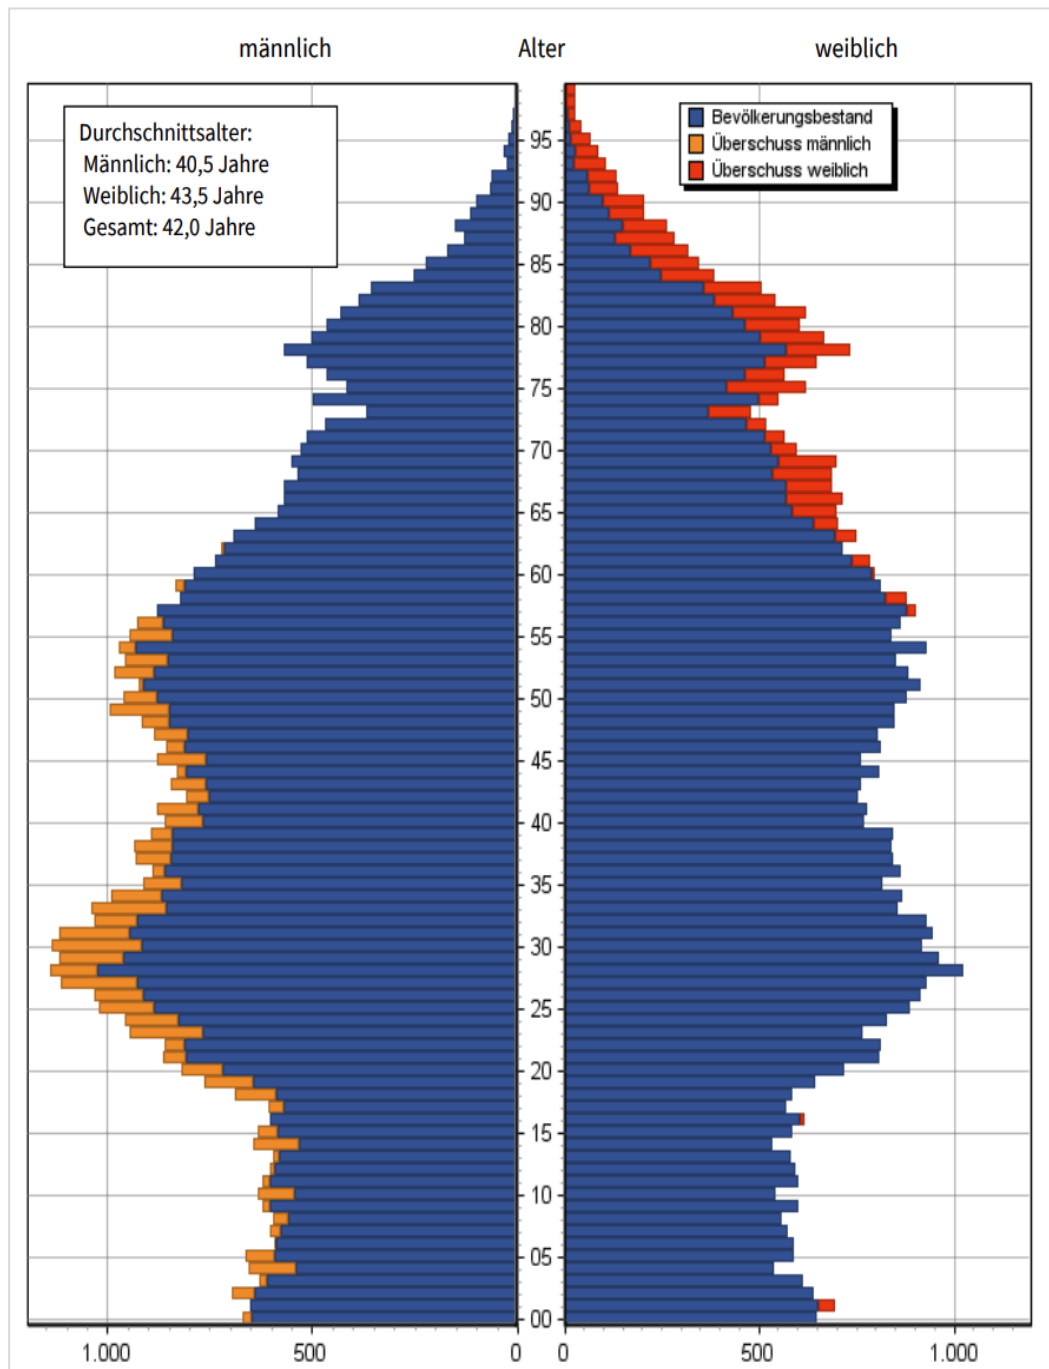 männlich Alter weiblich
Durchschnittsalter:
Männlich: 40,5 Jahre
Weiblich: 43,5 Jahre
Gesamt: 42,0 Jahre
Bevölkerungsbestand
Überschuss männlich
Überschuss weiblich
95
90
85
80
75
70
65
60
55
50
45
40
35
30
25
20
15
10
05
00
1.000 500 0 0 500 1.000